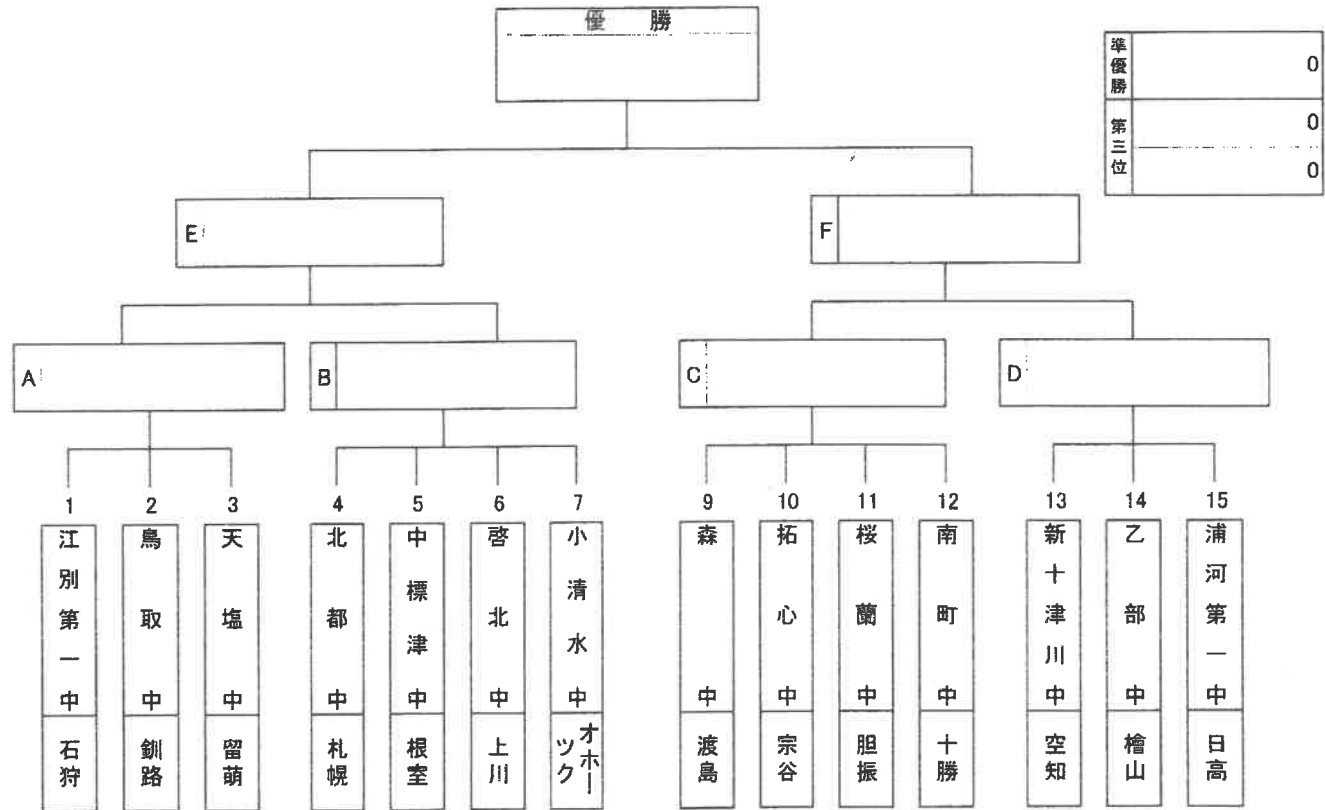 優 勝
準優勝 0
第三位 0
0
E
F
A
B
C
D
1
2
3
4
5
6
7
9
10
11
12
13
14
15
江別第一中
鳥取中
天塩中
北都中
中標津中
啓北中
小清水中
森中
拓心中
桜蘭中
南町中
新十津川中
乙部中
浦河第一中
石狩
釧路
留萌
札幌
根室
上川
オホーツク
渡島
宗谷
胆振
十勝
空知
檜山
日高